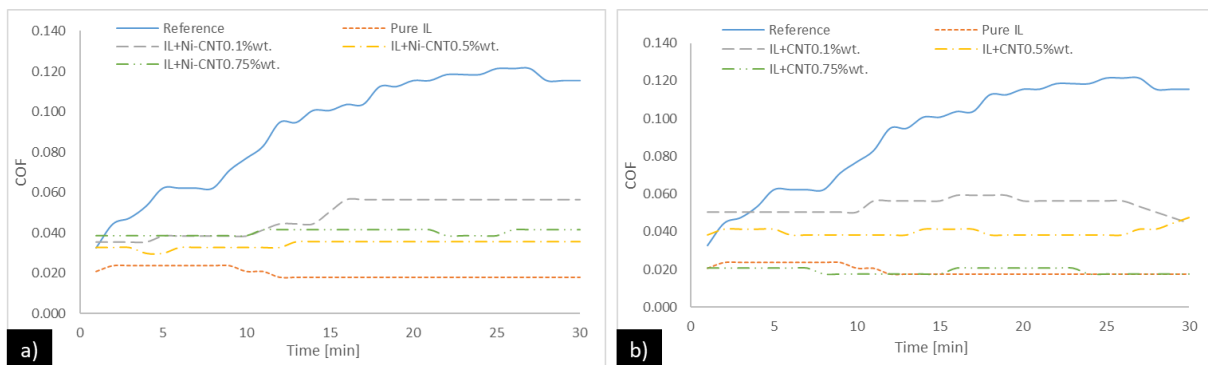 Reference
Pure IL
IL+Ni-CNT0.1%wt.
IL+Ni-CNT0.5%wt.
IL+Ni-CNT0.75%wt.
0.140
0.120
0.100
0.080
0.060
0.040
0.020
0.000
COF
0 5 10 15 20 25 30
Time [min]
a)
Reference
Pure IL
IL+CNT0.1%wt.
IL+CNT0.5%wt.
IL+CNT0.75%wt.
0.140
0.120
0.100
0.080
0.060
0.040
0.020
0.000
COF
0 5 10 15 20 25 30
Time [min]
b)